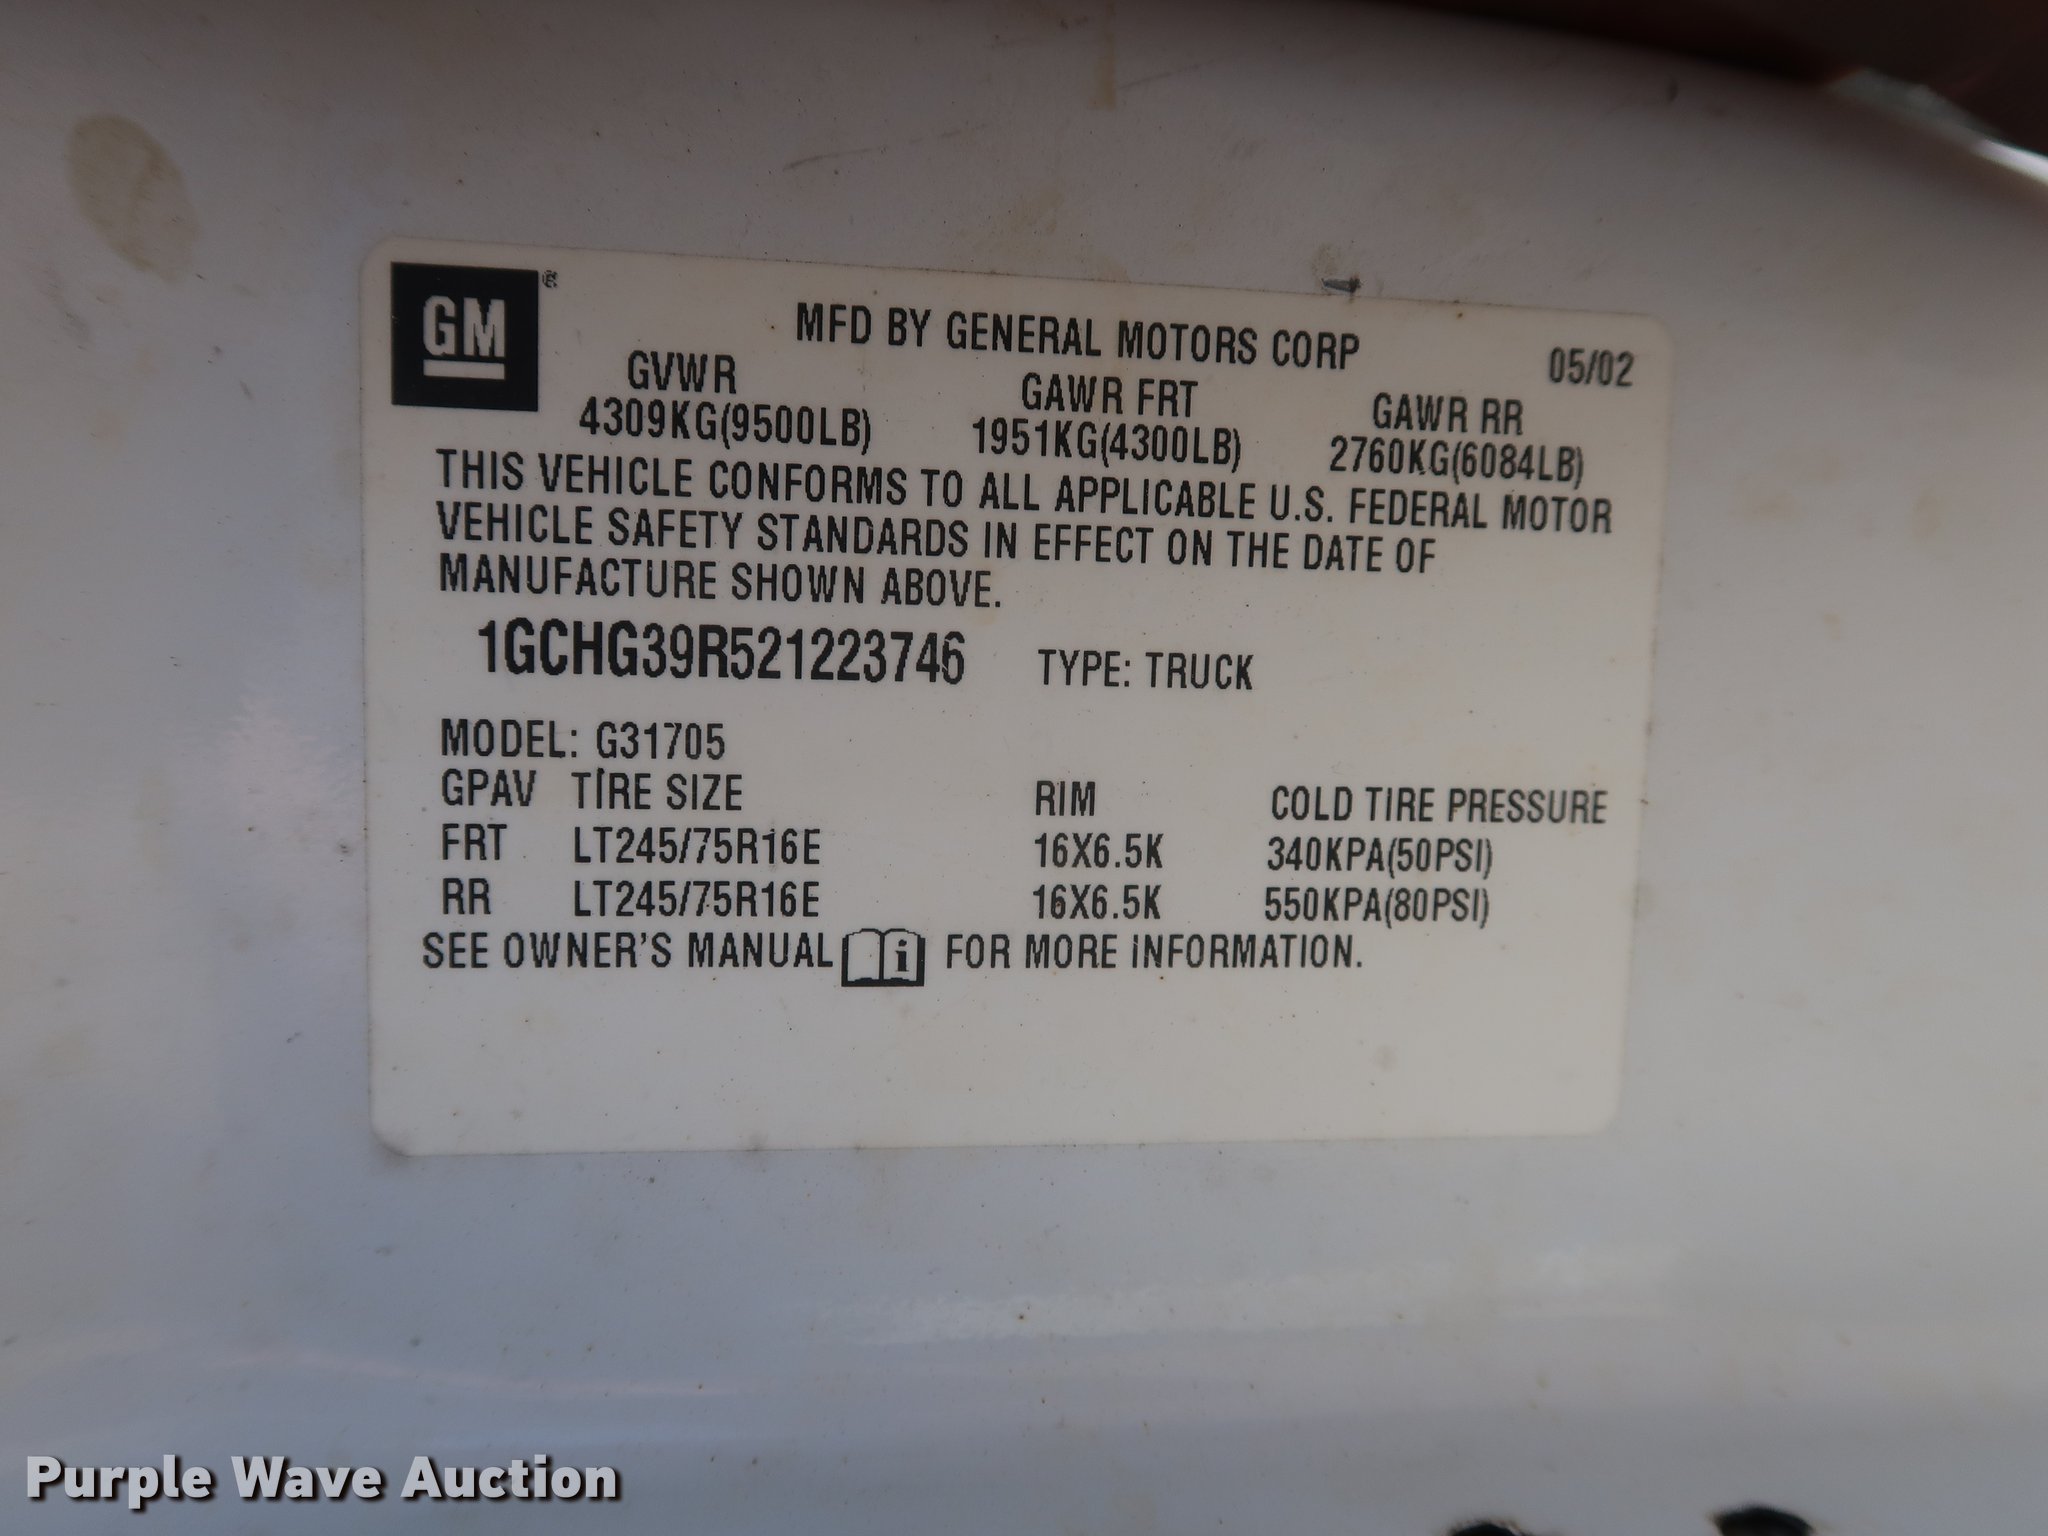 GM®
MFD BY GENERAL MOTORS CORP 05/02
GVWR GAWR FRT GAWR RR
4309KG(9500LB) 1951KG(4300LB) 2760KG(6084LB)
THIS VEHICLE CONFORMS TO ALL APPLICABLE U.S. FEDERAL MOTOR
VEHICLE SAFETY STANDARDS IN EFFECT ON THE DATE OF
MANUFACTURE SHOWN ABOVE.
1GCHG39R521223746 TYPE: TRUCK
MODEL: G31705
GPAV TIRE SIZE RIM COLD TIRE PRESSURE
FRT LT245/75R16E 16X6.5K 340KPA(50PSI)
RR LT245/75R16E 16X6.5K 550KPA(80PSI)
SEE OWNER'S MANUAL i FOR MORE INFORMATION.
Purple Wave Auction